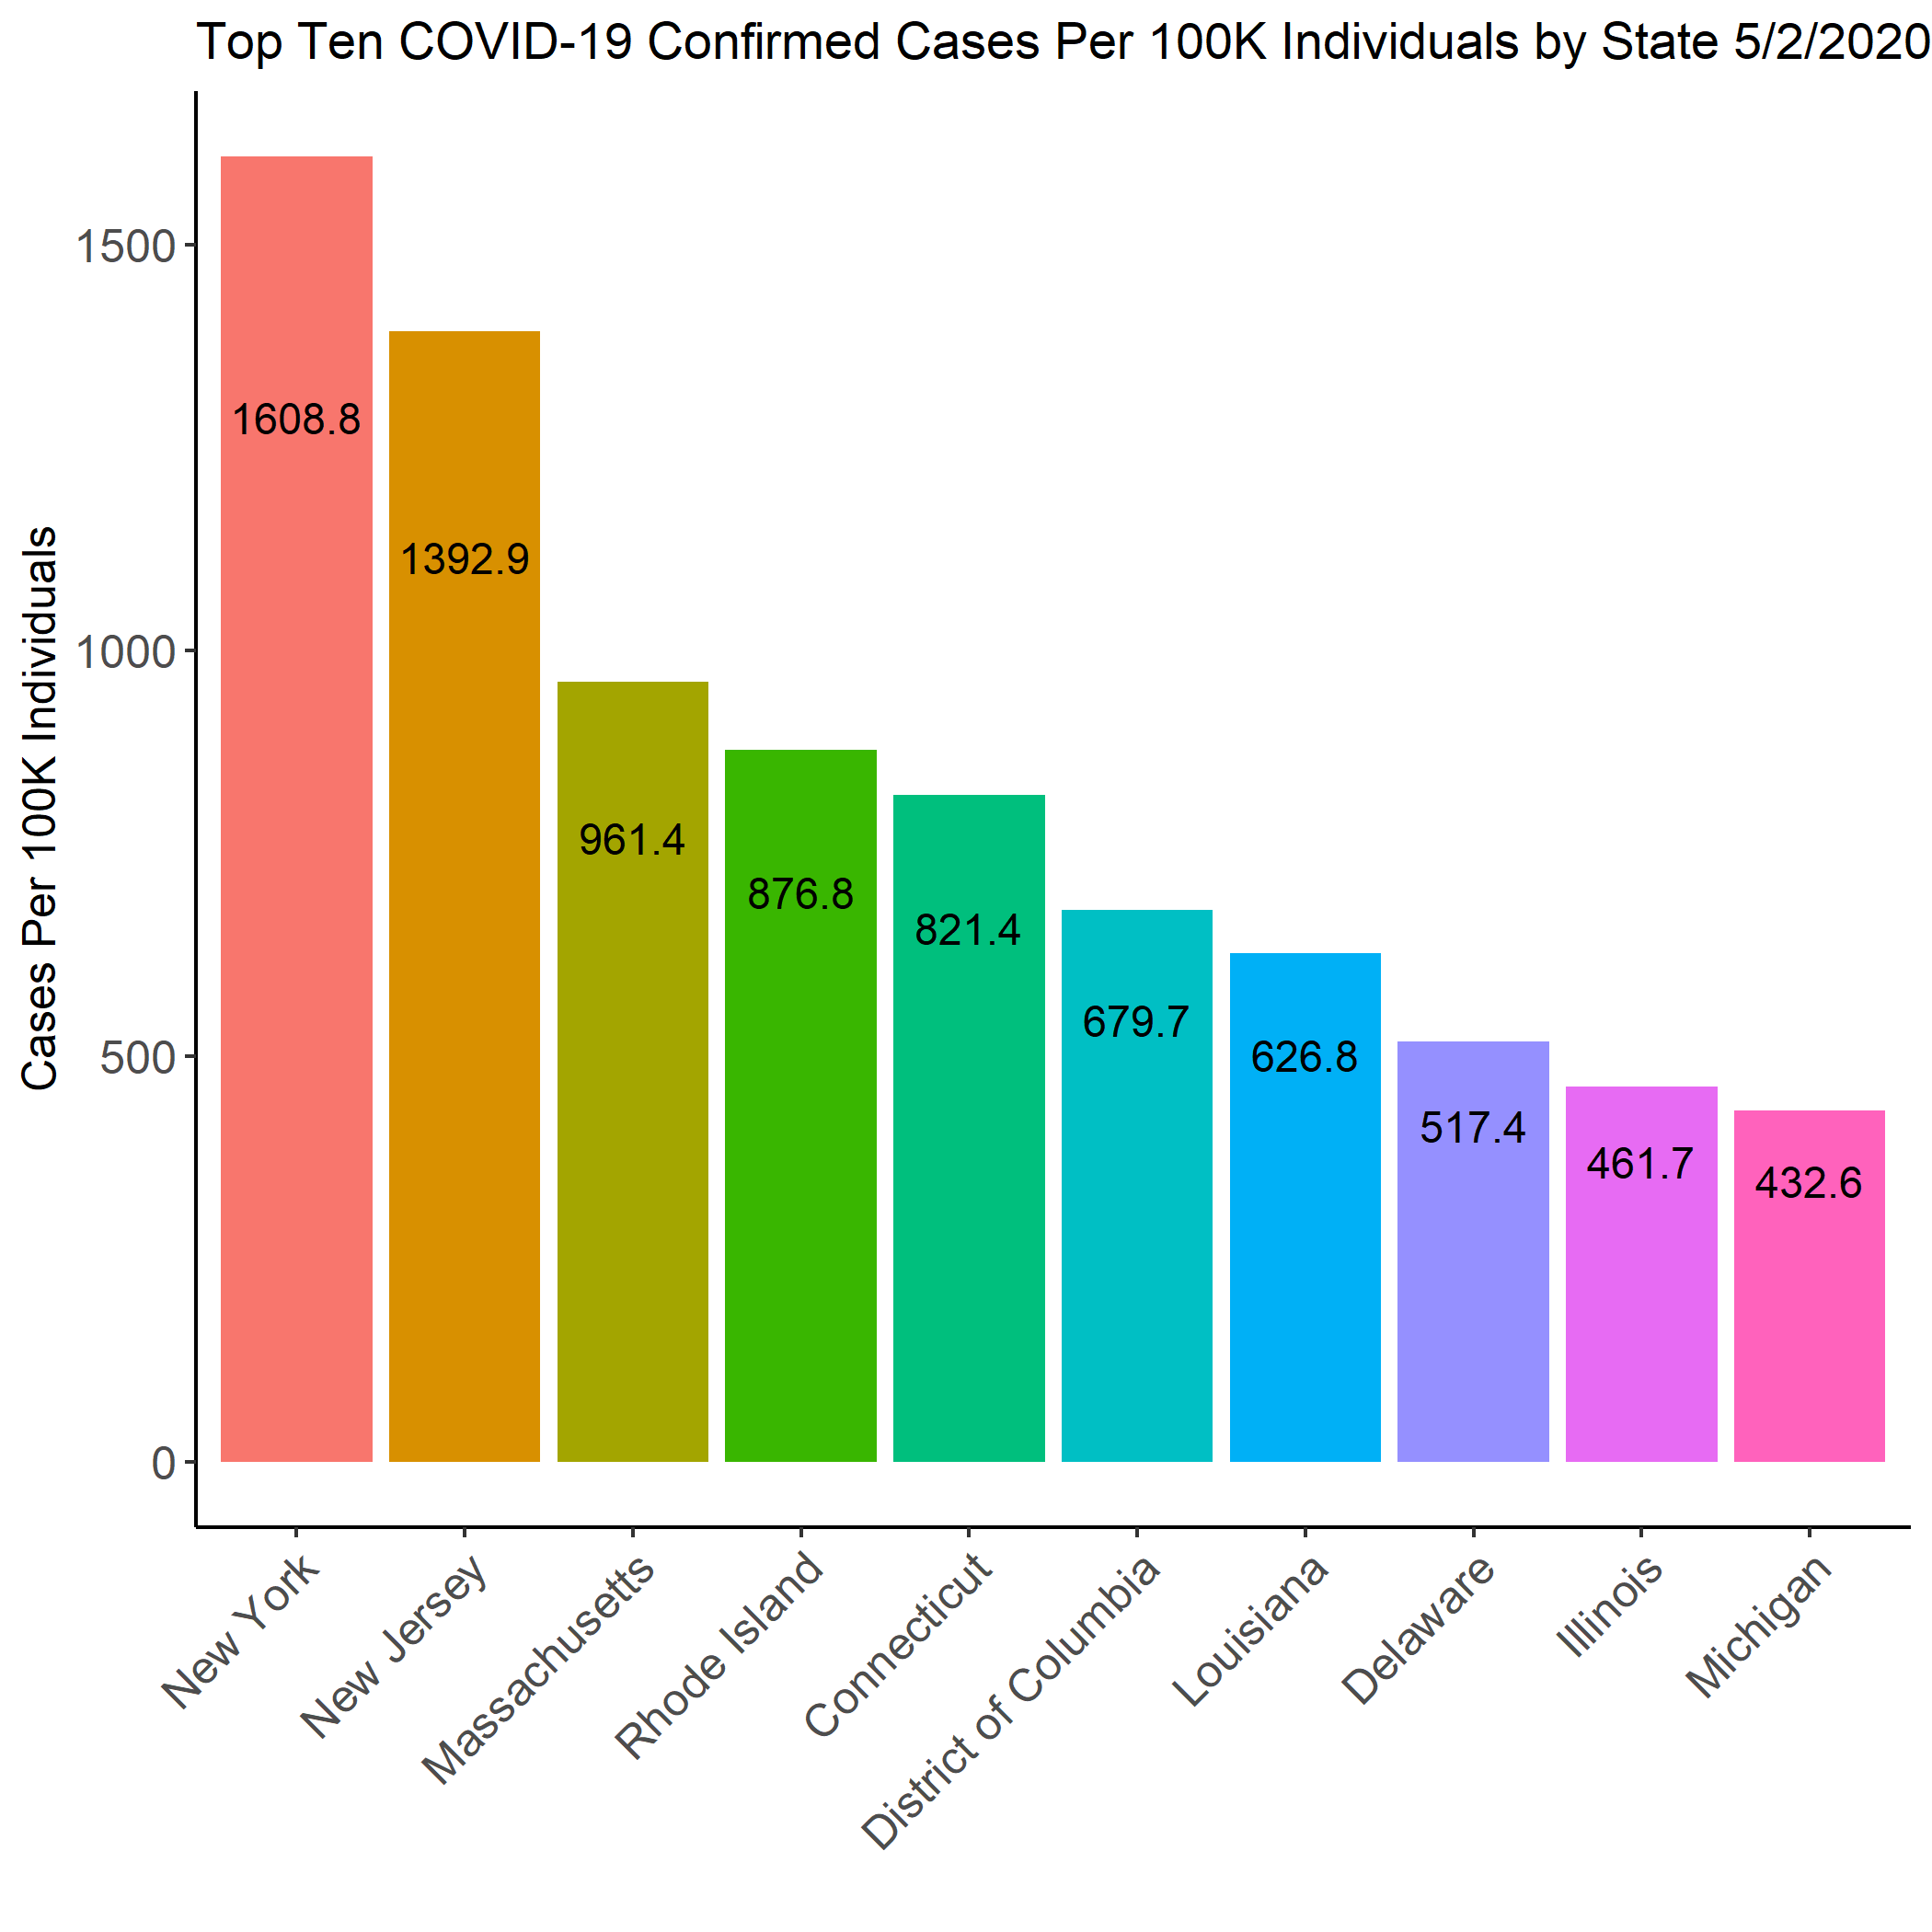 Top Ten COVID-19 Confirmed Cases Per 100K Individuals by State 5/2/2020
Cases Per 100K Individuals
1500
1000
500
0
1608.8
1392.9
961.4
876.8
821.4
679.7
626.8
517.4
461.7
432.6
New York
New Jersey
Massachusetts
Rhode Island
Connecticut
District of Columbia
Louisiana
Delaware
Illinois
Michigan